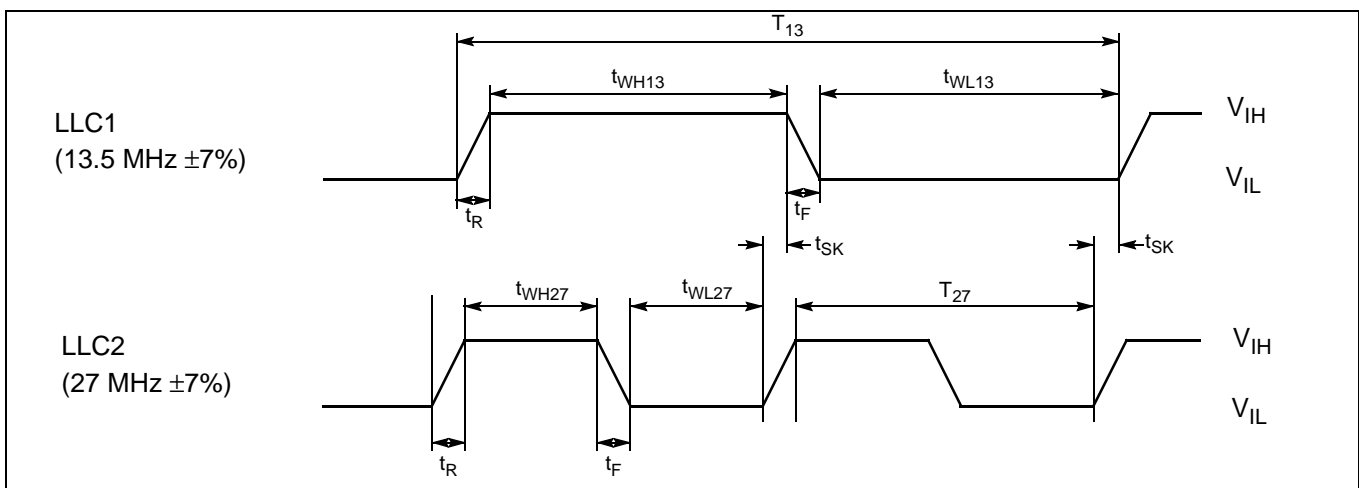 T13
tWH13
tWL13
LLC1
(13.5 MHz ±7%)
VIH
VIL
tR
tF
tSK
tSK
tWH27
tWL27
T27
LLC2
(27 MHz ±7%)
VIH
VIL
tR
tF